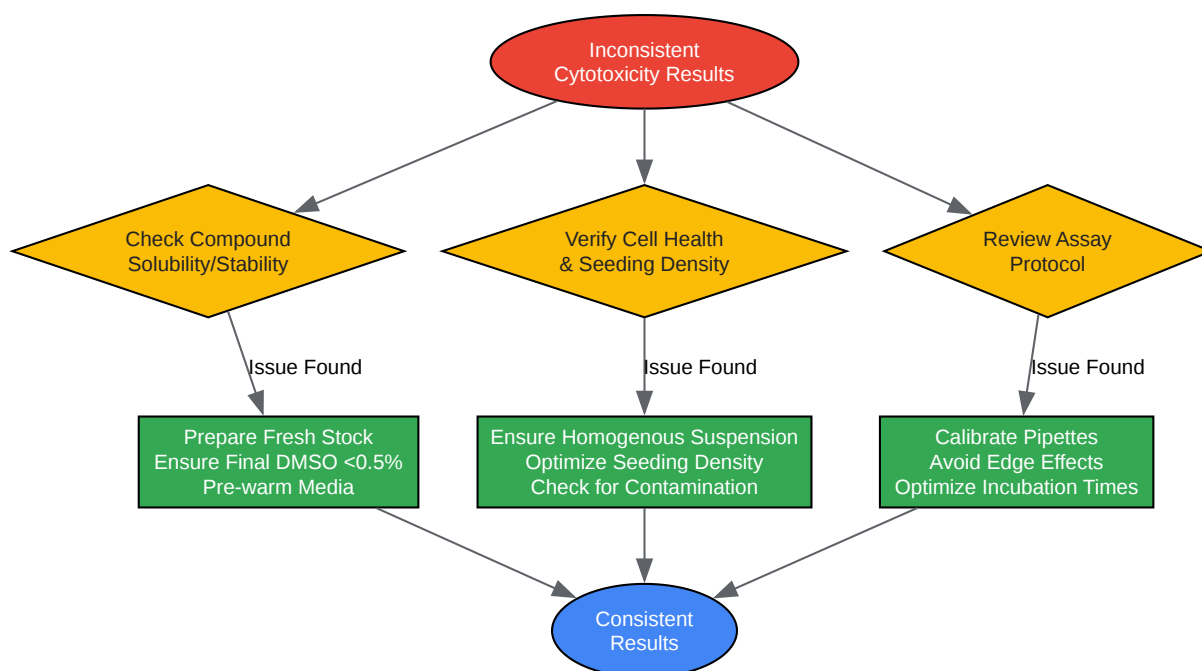 Inconsistent
Cytotoxicity Results
Check Compound
Solubility/Stability
Verify Cell Health
& Seeding Density
Review Assay
Protocol
Issue Found
Issue Found
Issue Found
Prepare Fresh Stock
Ensure Final DMSO <0.5%
Pre-warm Media
Ensure Homogenous Suspension
Optimize Seeding Density
Check for Contamination
Calibrate Pipettes
Avoid Edge Effects
Optimize Incubation Times
Consistent
Results